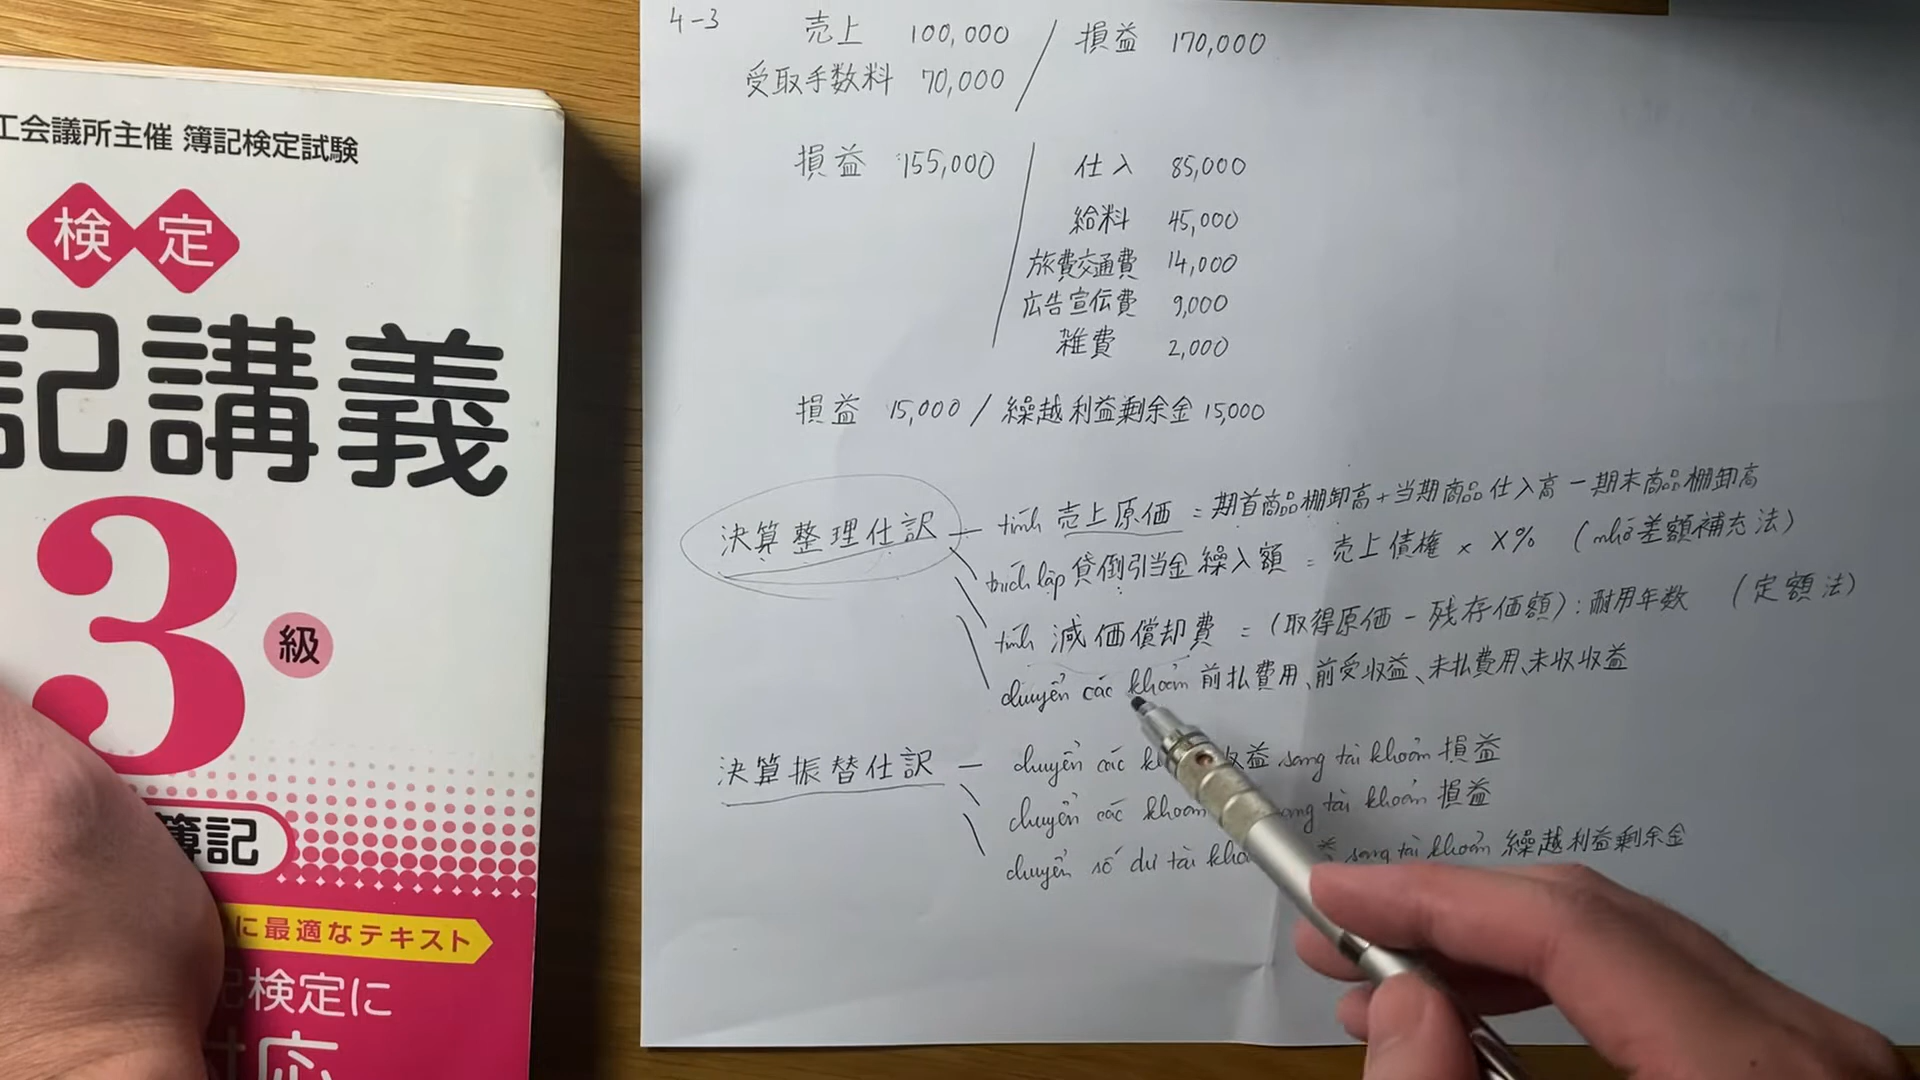 工会議所主催 簿記検定試験
検定
記講義
3
級
簿記
に最適なテキスト
記検定に
対応
4-3
売上 100,000 / 損益 170,000
受取手数料 70,000
損益 155,000 / 仕入 85,000
給料 45,000
旅費交通費 14,000
広告宣伝費 9,000
雑費 2,000
損益 15,000 / 繰越利益剰余金 15,000
決算整理仕訳 — tính 売上原価 = 期首商品棚卸高 + 当期商品仕入高 − 期末商品棚卸高
trích lập 貸倒引当金繰入額 = 売上債権 × X% (nhớ 差額補充法)
tính 減価償却費 = (取得原価 − 残存価額) : 耐用年数 (定額法)
chuyển các khoản 前払費用、前受収益、未払費用、未収収益
決算振替仕訳 — chuyển các 収益 sang tài khoản 損益
chuyển các khoản sang tài khoản 損益
chuyển số dư tài sang tài khoản 繰越利益剰余金